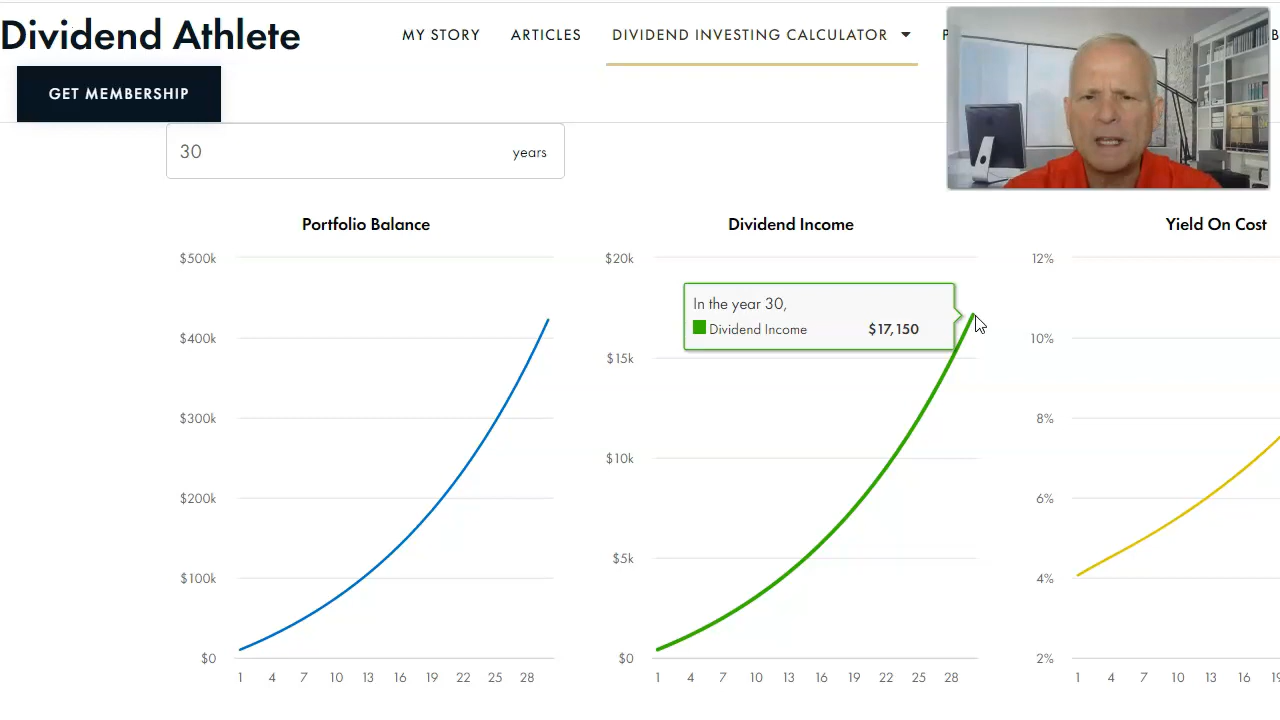 Dividend Athlete
MY STORY
ARTICLES
DIVIDEND INVESTING CALCULATOR
GET MEMBERSHIP
30
years
Portfolio Balance
$500k
$400k
$300k
$200k
$100k
$0
1 4 7 10 13 16 19 22 25 28
Dividend Income
$20k
$15k
$10k
$5k
$0
In the year 30,
Dividend Income $17,150
1 4 7 10 13 16 19 22 25 28
Yield On Cost
12%
10%
8%
6%
4%
2%
1 4 7 10 13 16